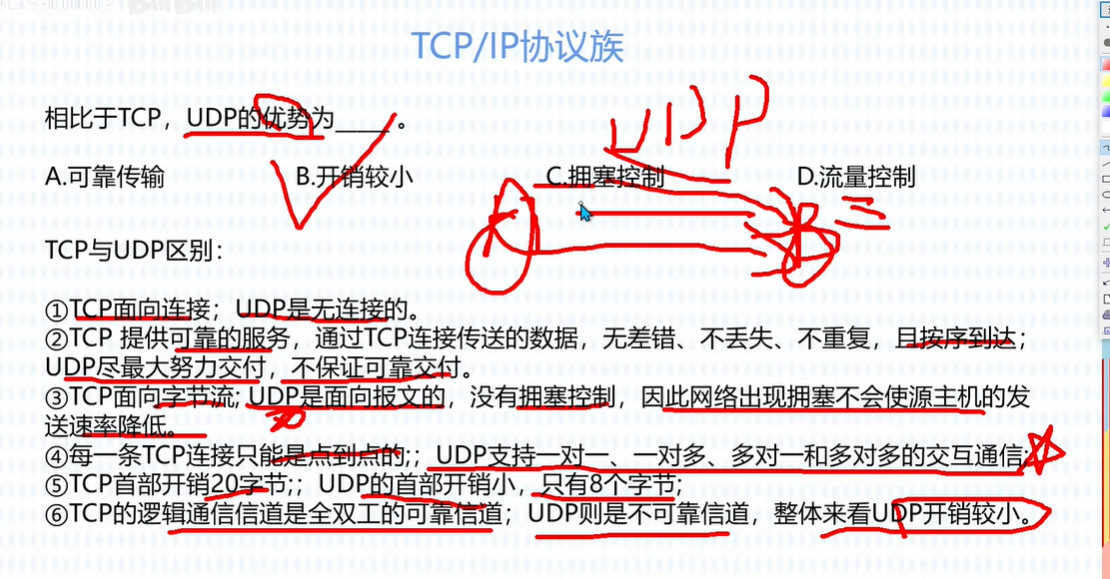 TCP/IP协议族
相比于TCP，UDP的优势为____。
UDP
A.可靠传输 B.开销较小 C.拥塞控制 D.流量控制
A B
TCP与UDP区别：
①TCP面向连接；UDP是无连接的。
②TCP 提供可靠的服务，通过TCP连接传送的数据，无差错、不丢失、不重复，且按序到达；
UDP尽最大努力交付，不保证可靠交付。
③TCP面向字节流; UDP是面向报文的，没有拥塞控制，因此网络出现拥塞不会使源主机的发
送速率降低。
④每一条TCP连接只能是点到点的;；UDP支持一对一、一对多、多对一和多对多的交互通信;
⑤TCP首部开销20字节;；UDP的首部开销小，只有8个字节;
⑥TCP的逻辑通信信道是全双工的可靠信道；UDP则是不可靠信道，整体来看UDP开销较小。